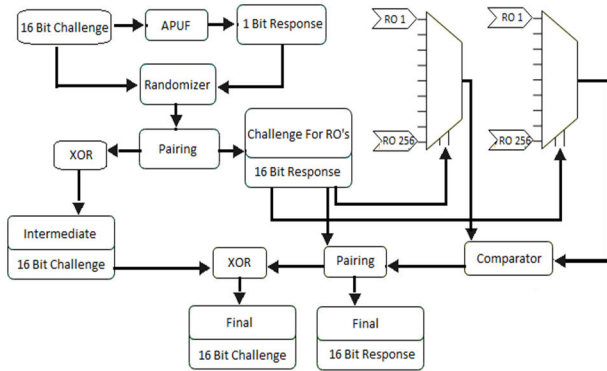 16 Bit Challenge
APUF
1 Bit Response
RO 1
RO 1
Randomizer
XOR
Pairing
Challenge For RO's
16 Bit Response
RO 256
RO 256
Intermediate
16 Bit Challenge
XOR
Pairing
Comparator
Final
16 Bit Challenge
Final
16 Bit Response